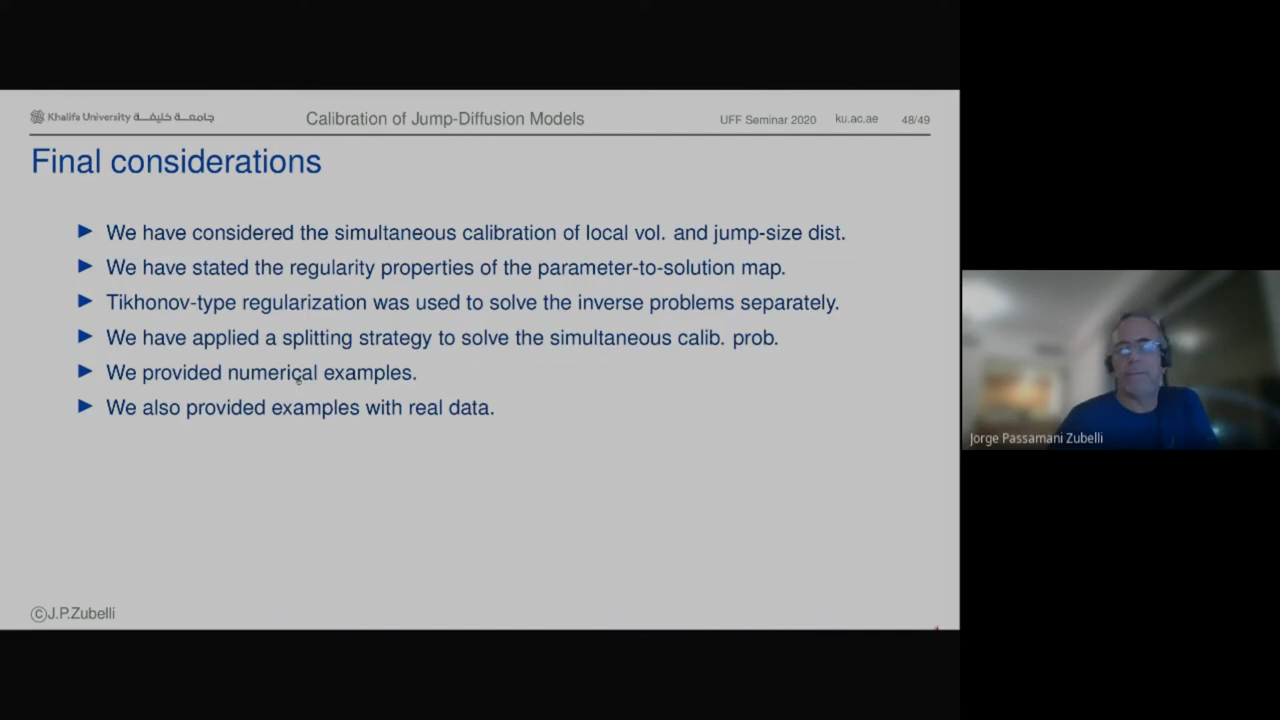 Khalifa University جامعة خليفة
Calibration of Jump-Diffusion Models
UFF Seminar 2020 ku.ac.ae 48/49
Final considerations
► We have considered the simultaneous calibration of local vol. and jump-size dist.
► We have stated the regularity properties of the parameter-to-solution map.
► Tikhonov-type regularization was used to solve the inverse problems separately.
► We have applied a splitting strategy to solve the simultaneous calib. prob.
► We provided numerical examples.
► We also provided examples with real data.
©J.P.Zubelli
Jorge Passamani Zubelli